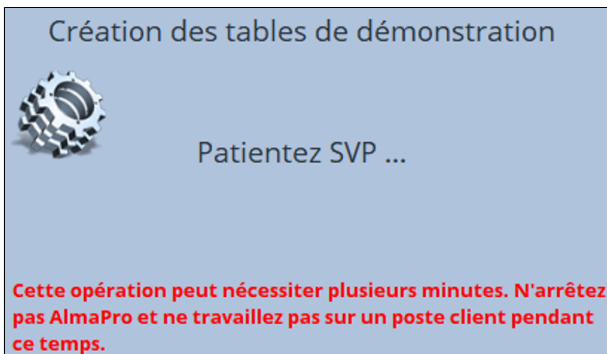 Création des tables de démonstration
Patientez SVP ...
Cette opération peut nécessiter plusieurs minutes. N'arrêtez
pas AlmaPro et ne travaillez pas sur un poste client pendant
ce temps.